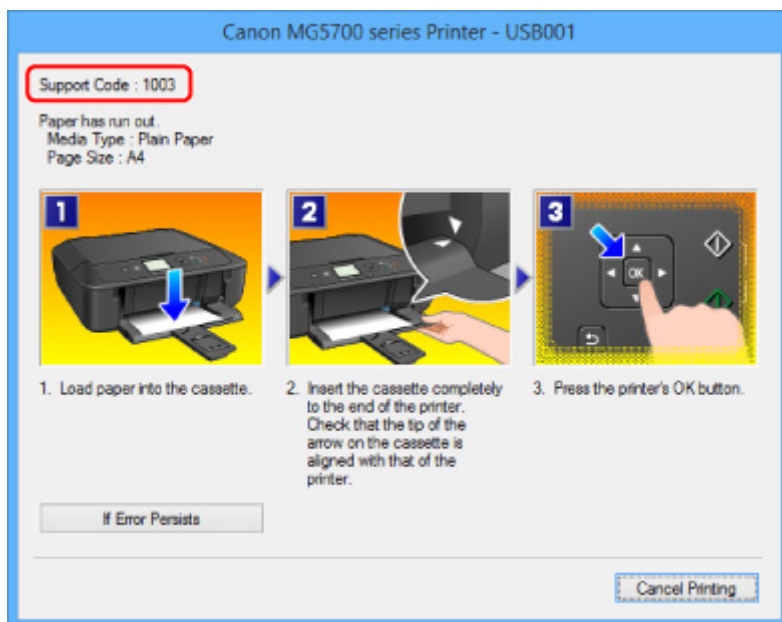 Canon MG5700 series Printer - USB001
Support Code : 1003
Paper has run out.
Media Type : Plain Paper
Page Size : A4
1
2
3
OK
1. Load paper into the cassette.
2. Insert the cassette completely
to the end of the printer.
Check that the tip of the
arrow on the cassette is
aligned with that of the
printer.
3. Press the printer's OK button.
If Error Persists
Cancel Printing